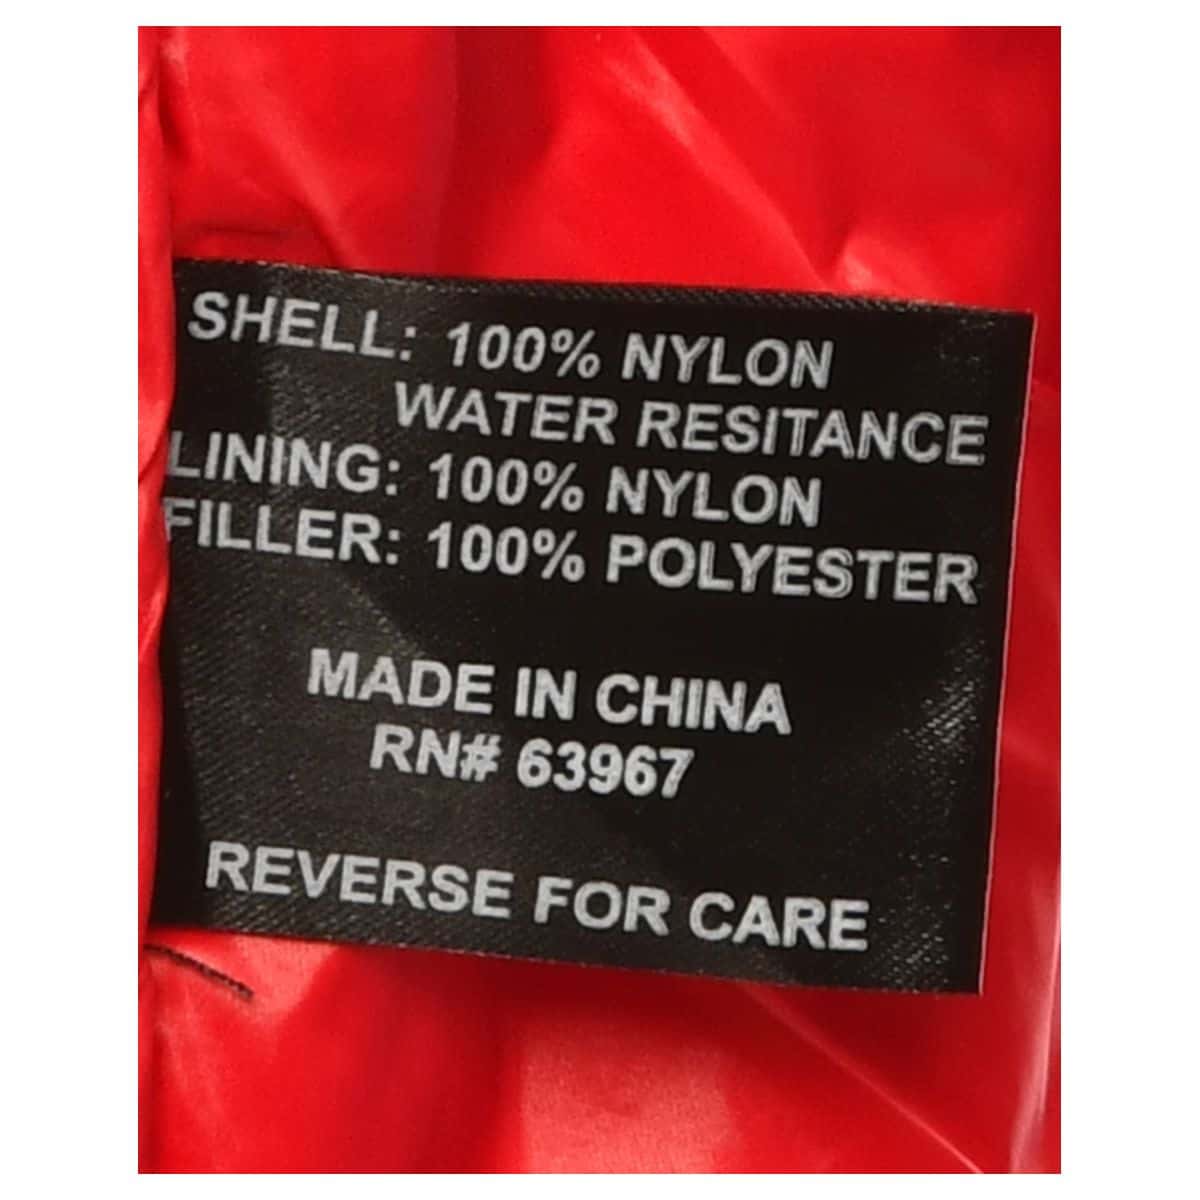 SHELL: 100% NYLON
WATER RESITANCE
LINING: 100% NYLON
FILLER: 100% POLYESTER
MADE IN CHINA
RN# 63967
REVERSE FOR CARE